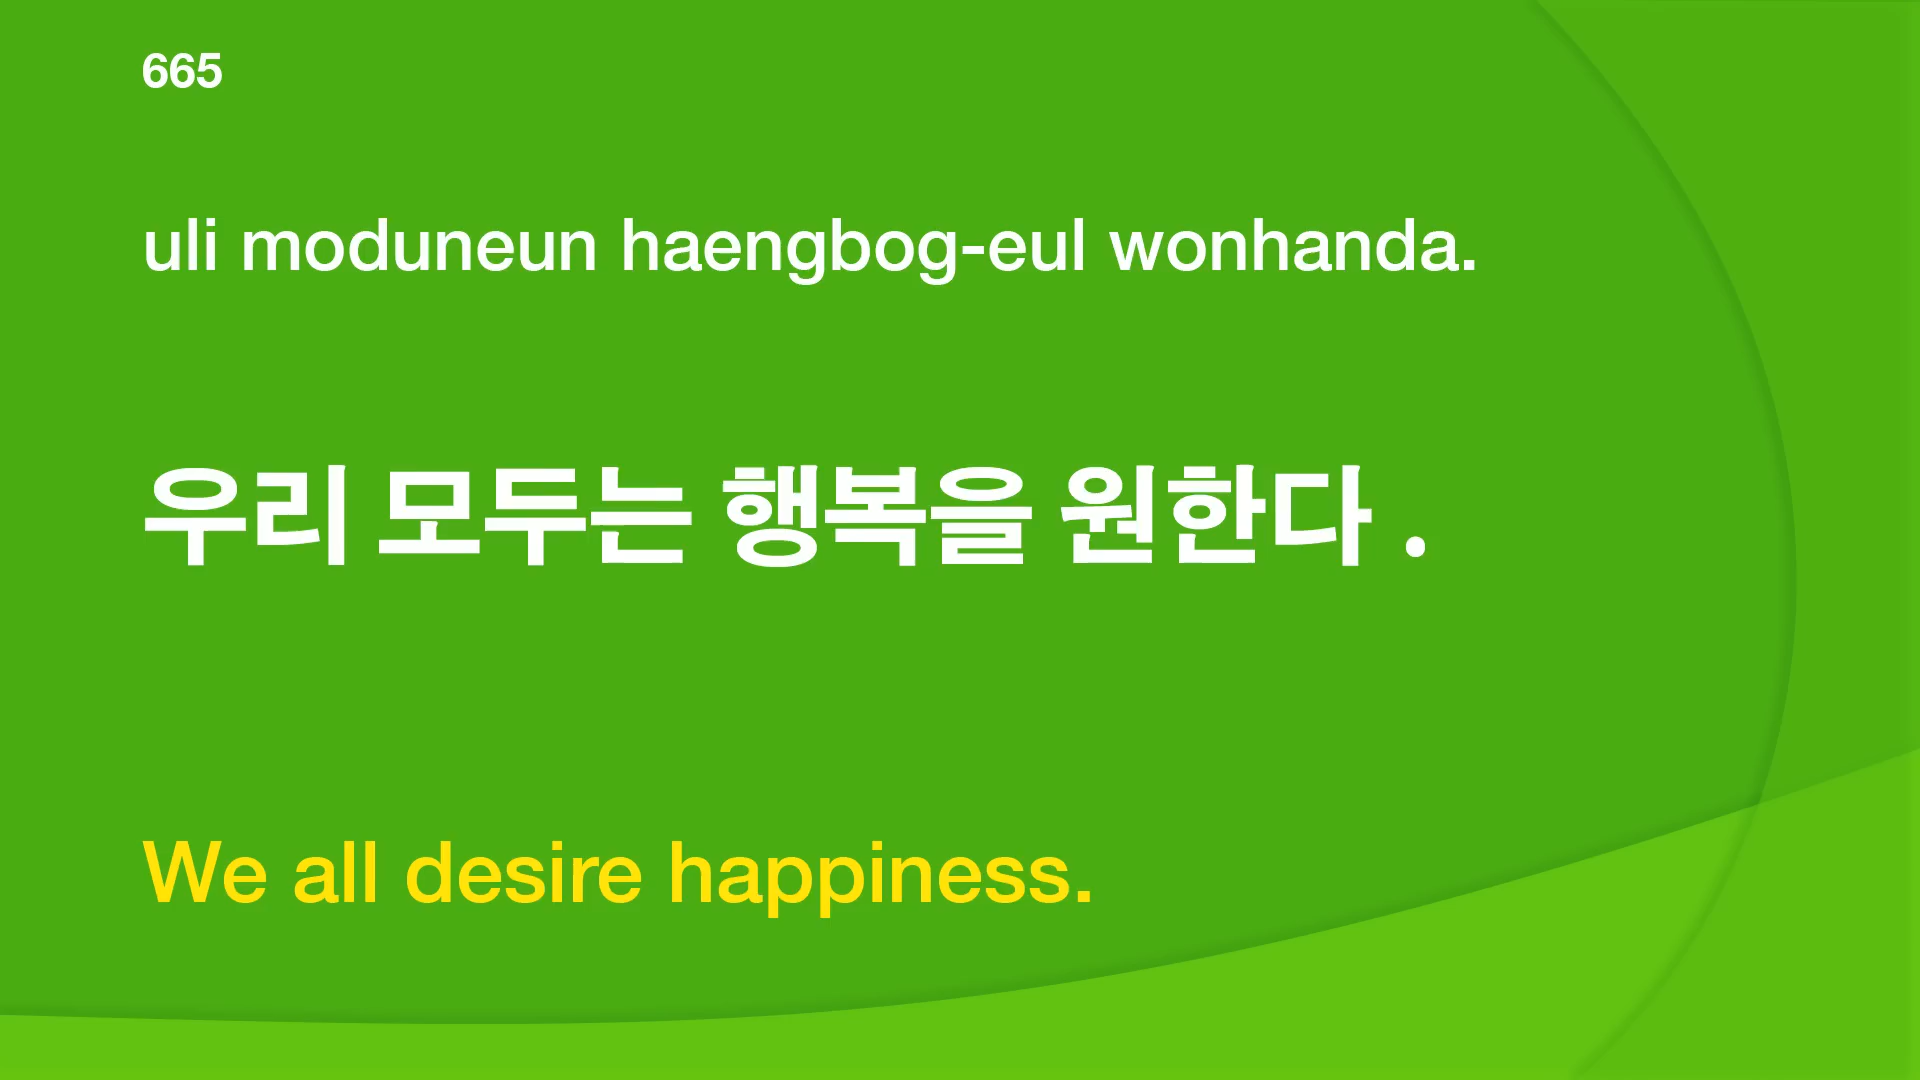 665
uli moduneun haengbog-eul wonhanda.
우리 모두는 행복을 원한다 .
We all desire happiness.